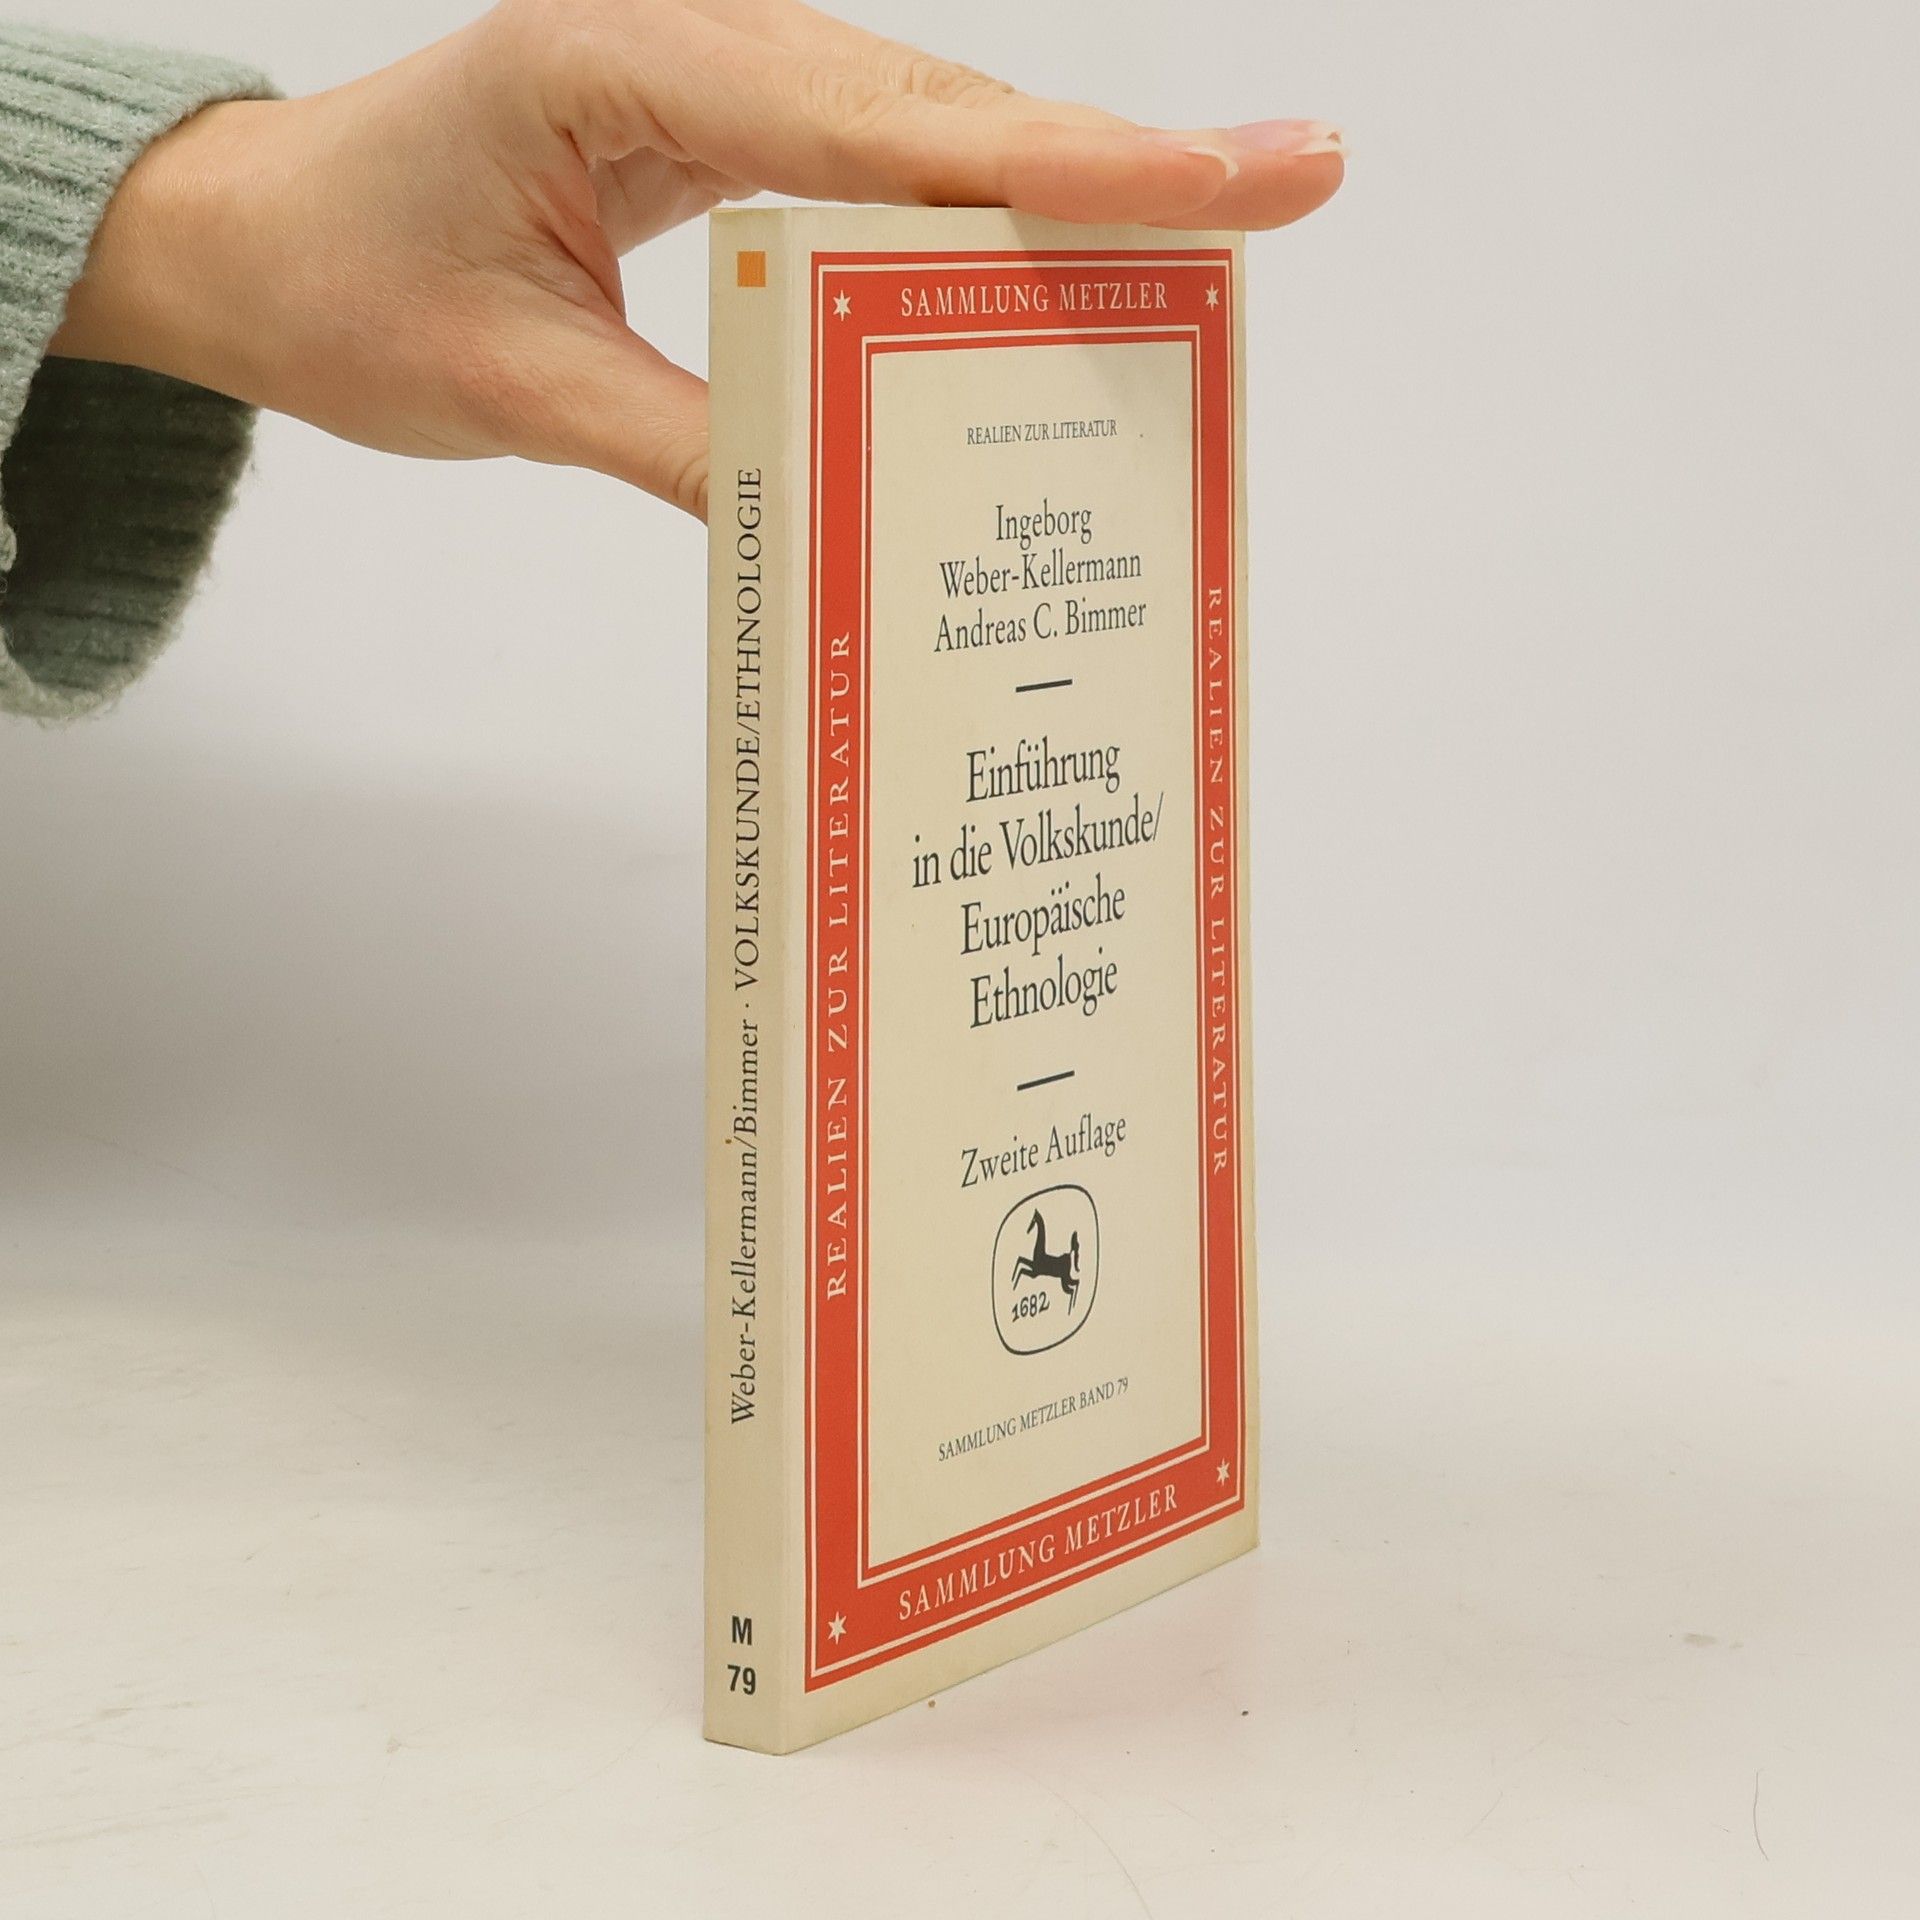 Weber-Kellermann/Bimmer · VOLKSKUNDE/ETHNOLOGIE
M
79
SAMMLUNG METZLER
REALIEN ZUR LITERATUR
REALIEN ZUR LITERATUR
Ingeborg
Weber-Kellermann
Andreas C. Bimmer
Einführung
in die Volkskunde/
Europäische
Ethnologie
Zweite Auflage
1682
SAMMLUNG METZLER BAND 79
REALIEN ZUR LITERATUR
SAMMLUNG METZLER